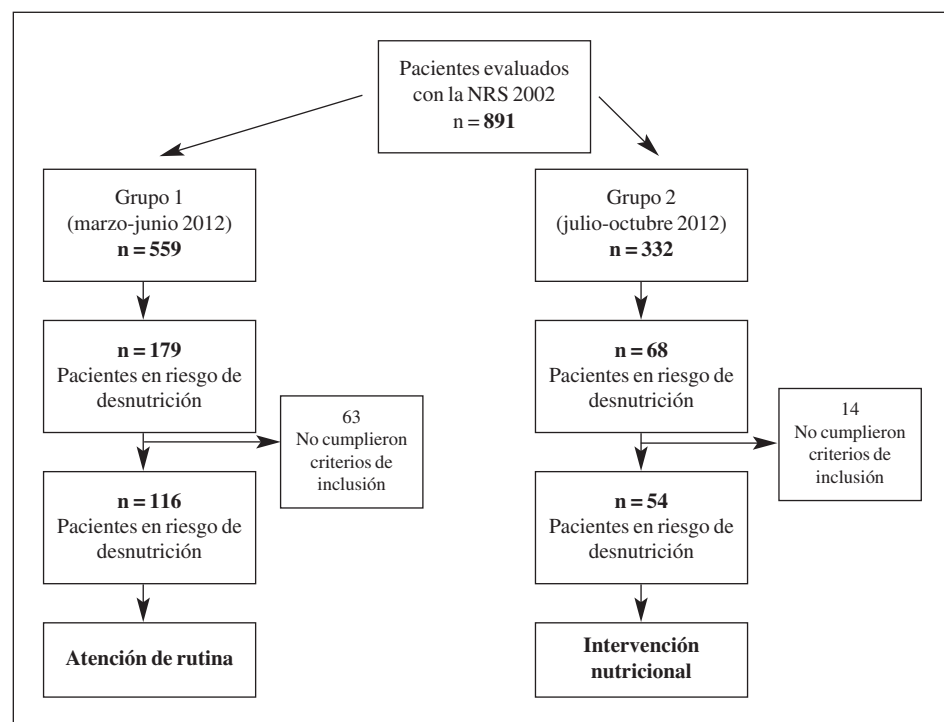 Pacientes evaluados
con la NRS 2002
n = 891
Grupo 1
(marzo-junio 2012)
n = 559
Grupo 2
(julio-octubre 2012)
n = 332
n = 179
Pacientes en riesgo de
desnutrición
n = 68
Pacientes en riesgo de
desnutrición
63
No cumplieron
criterios de
inclusión
14
No cumplieron
criterios de
inclusión
n = 116
Pacientes en riesgo de
desnutrición
n = 54
Pacientes en riesgo de
desnutrición
Atención de rutina
Intervención
nutricional